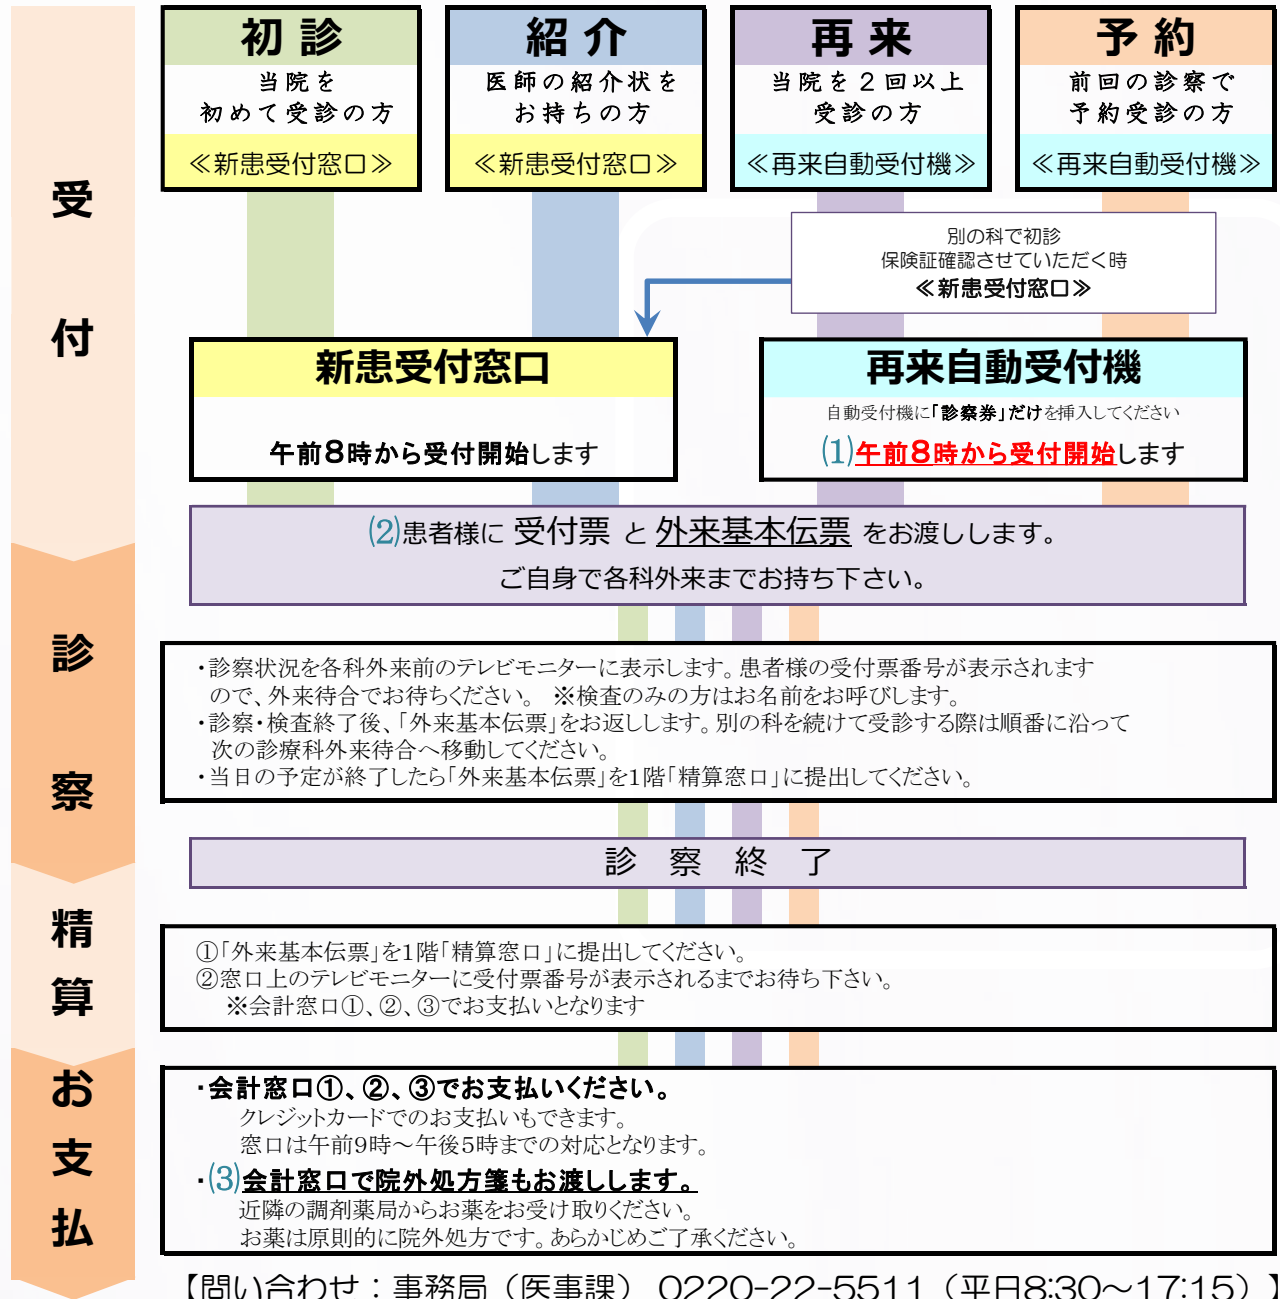 受付
初 診
当院を
初めて受診の方
≪新患受付窓口≫
紹 介
医師の紹介状を
お持ちの方
≪新患受付窓口≫
再 来
当院を２回以上
受診の方
≪再来自動受付機≫
予 約
前回の診察で
予約受診の方
≪再来自動受付機≫
別の科で初診
保険証確認させていただく時
≪新患受付窓口≫
新患受付窓口
午前8時から受付開始します
再来自動受付機
自動受付機に「診察券」だけを挿入してください
(1)午前8時から受付開始します
(2)患者様に 受付票 と 外来基本伝票 をお渡しします。
ご自身で各科外来までお持ち下さい。
診察
・診察状況を各科外来前のテレビモニターに表示します。患者様の受付票番号が表示されます
ので、外来待合でお待ちください。 ※検査のみの方はお名前をお呼びします。
・診察・検査終了後、「外来基本伝票」をお返しします。別の科を続けて受診する際は順番に沿って
次の診療科外来待合へ移動してください。
・当日の予定が終了したら「外来基本伝票」を1階「精算窓口」に提出してください。
診 察 終 了
精算
①「外来基本伝票」を1階「精算窓口」に提出してください。
②窓口上のテレビモニターに受付票番号が表示されるまでお待ち下さい。
※会計窓口①、②、③でお支払いとなります
お支払
・会計窓口①、②、③でお支払いください。
クレジットカードでのお支払いもできます。
窓口は午前9時～午後5時までの対応となります。
・(3)会計窓口で院外処方箋もお渡しします。
近隣の調剤薬局からお薬をお受け取りください。
お薬は原則的に院外処方です。あらかじめご了承ください。
【問い合わせ：事務局（医事課） 0220-22-5511（平日8:30～17:15）】